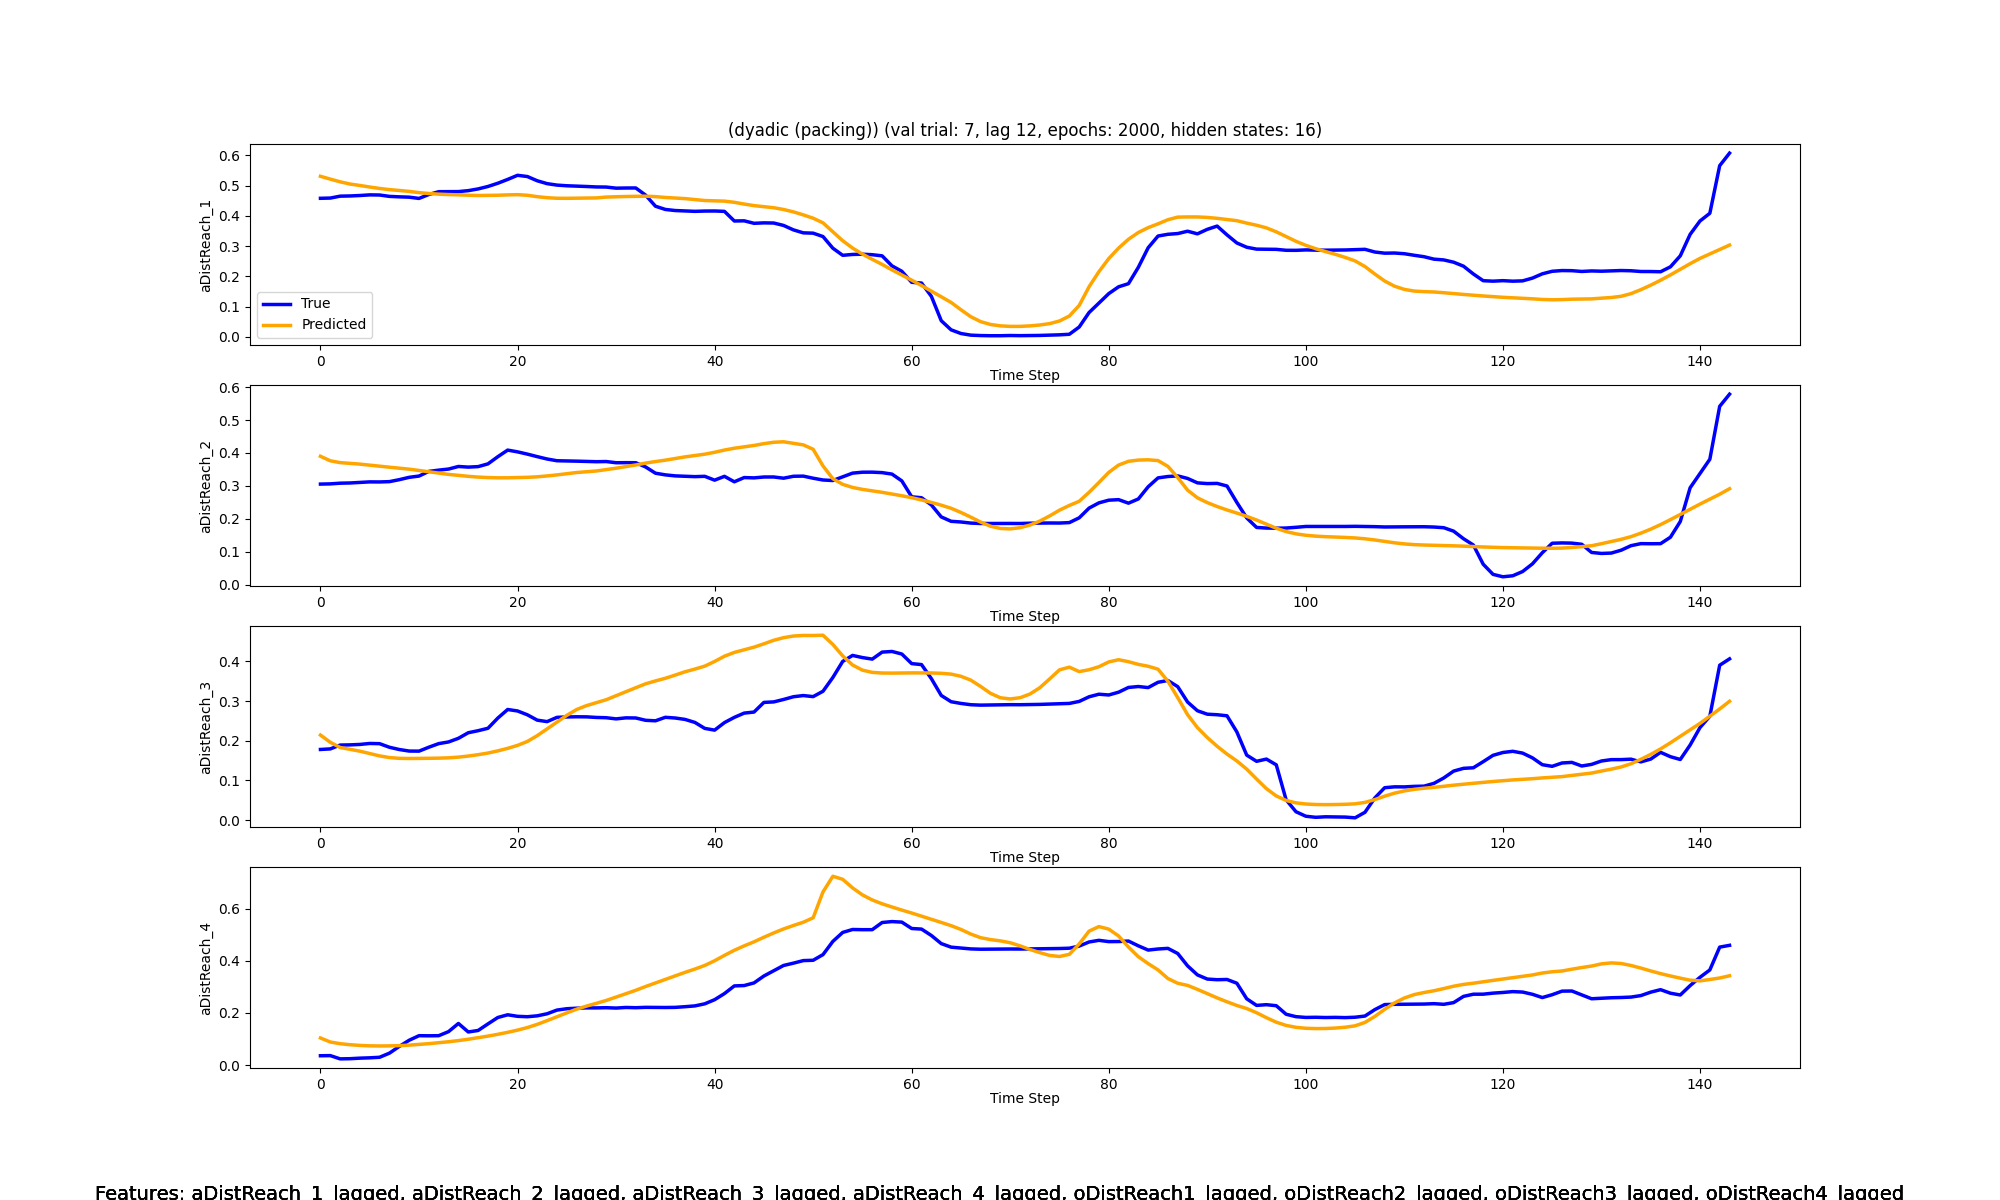 (dyadic (packing)) (val trial: 7, lag 12, epochs: 2000, hidden states: 16)
aDistReach_1
0.6
0.5
0.4
0.3
0.2
0.1
0.0
True
Predicted
0 20 40 60 80 100 120 140
Time Step
aDistReach_2
0.6
0.5
0.4
0.3
0.2
0.1
0.0
0 20 40 60 80 100 120 140
Time Step
aDistReach_3
0.4
0.3
0.2
0.1
0.0
0 20 40 60 80 100 120 140
Time Step
aDistReach_4
0.6
0.4
0.2
0.0
0 20 40 60 80 100 120 140
Time Step
Features: aDistReach_1_lagged, aDistReach_2_lagged, aDistReach_3_lagged, aDistReach_4_lagged, oDistReach1_lagged, oDistReach2_lagged, oDistReach3_lagged, oDistReach4_lagged